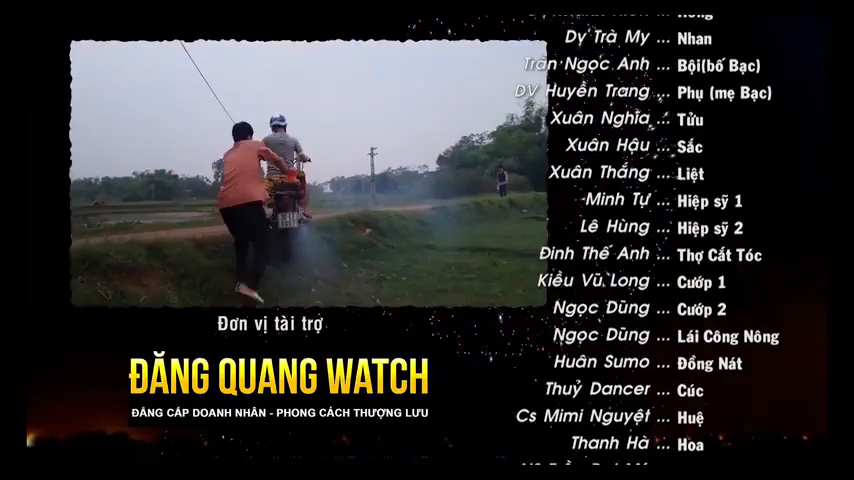 Dv Trà My ... Nhan
Trần Ngọc Anh ... Bội(bố Bạc)
DV Huyền Trang ... Phụ (mẹ Bạc)
Xuân Nghĩa ... Tửu
Xuân Hậu ... Sắc
Xuân Thắng ... Liệt
Minh Tự ... Hiệp sỹ 1
Lê Hùng ... Hiệp sỹ 2
Đinh Thế Anh ... Thợ Cắt Tóc
Kiều Vũ Long ... Cướp 1
Ngọc Dũng ... Cướp 2
Ngọc Dũng ... Lái Công Nông
Huân Sumo ... Đồng Nát
Thuỷ Dancer ... Cúc
Cs Mimi Nguyệt ... Huệ
Thanh Hà ... Hoa
Đơn vị tài trợ
ĐĂNG QUANG WATCH
ĐẲNG CẤP DOANH NHÂN - PHONG CÁCH THƯỢNG LƯU